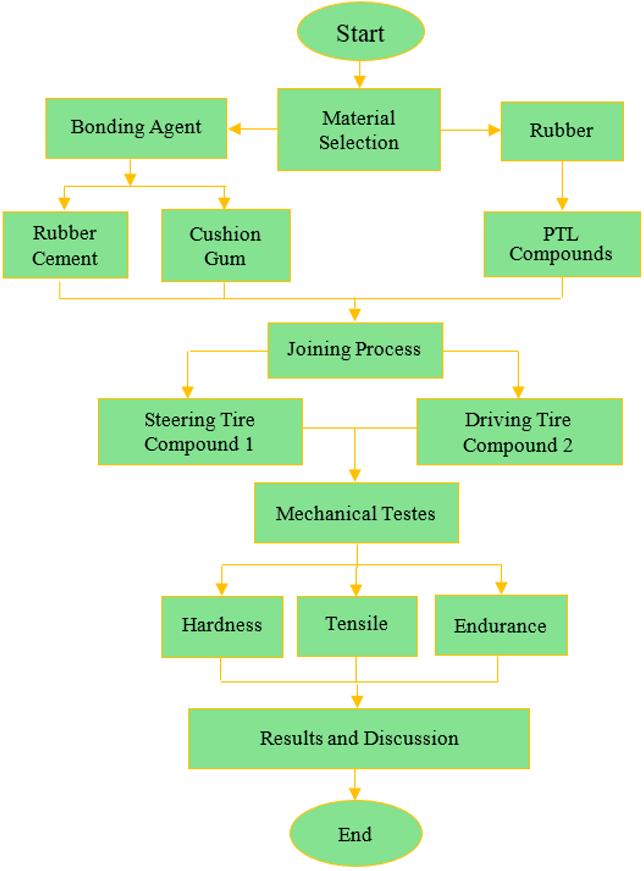 Start
Material
Selection
Bonding Agent
Rubber
Rubber
Cement
Cushion
Gum
PTL
Compounds
Joining Process
Steering Tire
Compound 1
Driving Tire
Compound 2
Mechanical Testes
Hardness
Tensile
Endurance
Results and Discussion
End